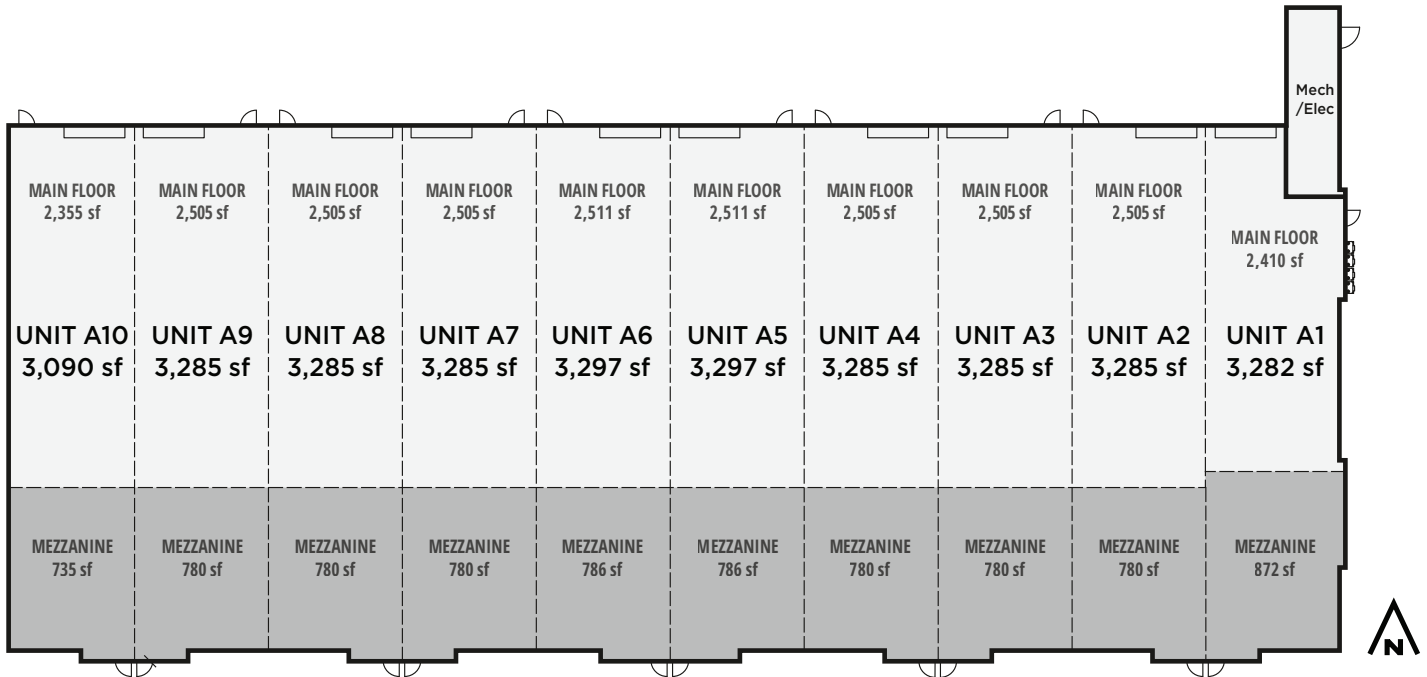 Mech
/Elec
MAIN FLOOR
2,355 sf
MAIN FLOOR
2,505 sf
MAIN FLOOR
2,505 sf
MAIN FLOOR
2,505 sf
MAIN FLOOR
2,511 sf
MAIN FLOOR
2,511 sf
MAIN FLOOR
2,505 sf
MAIN FLOOR
2,505 sf
MAIN FLOOR
2,505 sf
MAIN FLOOR
2,410 sf
UNIT A10
3,090 sf
UNIT A9
3,285 sf
UNIT A8
3,285 sf
UNIT A7
3,285 sf
UNIT A6
3,297 sf
UNIT A5
3,297 sf
UNIT A4
3,285 sf
UNIT A3
3,285 sf
UNIT A2
3,285 sf
UNIT A1
3,282 sf
MEZZANINE
735 sf
MEZZANINE
780 sf
MEZZANINE
780 sf
MEZZANINE
780 sf
MEZZANINE
786 sf
MEZZANINE
786 sf
MEZZANINE
780 sf
MEZZANINE
780 sf
MEZZANINE
780 sf
MEZZANINE
872 sf
N